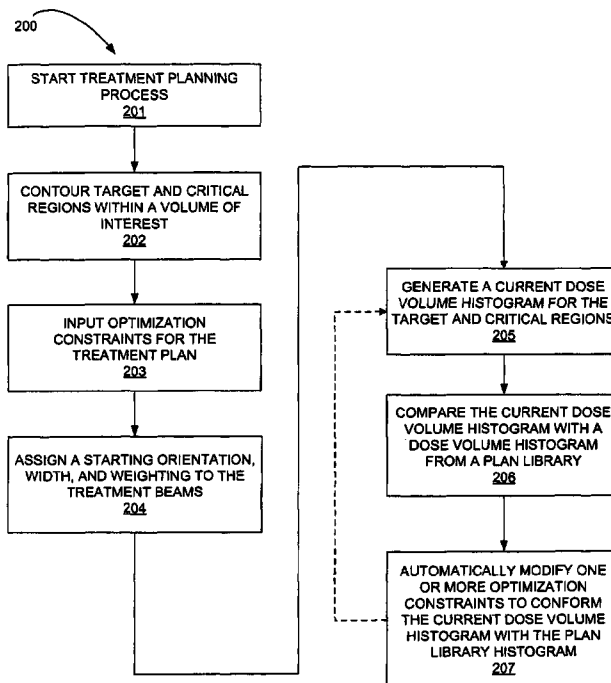 200
START TREATMENT PLANNING
PROCESS
201
CONTOUR TARGET AND CRITICAL
REGIONS WITHIN A VOLUME OF
INTEREST
202
INPUT OPTIMIZATION
CONSTRAINTS FOR THE
TREATMENT PLAN
203
ASSIGN A STARTING ORIENTATION,
WIDTH, AND WEIGHTING TO THE
TREATMENT BEAMS
204
GENERATE A CURRENT DOSE
VOLUME HISTOGRAM FOR THE
TARGET AND CRITICAL REGIONS
205
COMPARE THE CURRENT DOSE
VOLUME HISTOGRAM WITH A
DOSE VOLUME HISTOGRAM
FROM A PLAN LIBRARY
206
AUTOMATICALLY MODIFY ONE
OR MORE OPTIMIZATION
CONSTRAINTS TO CONFORM
THE CURRENT DOSE VOLUME
HISTOGRAM WITH THE PLAN
LIBRARY HISTOGRAM
207